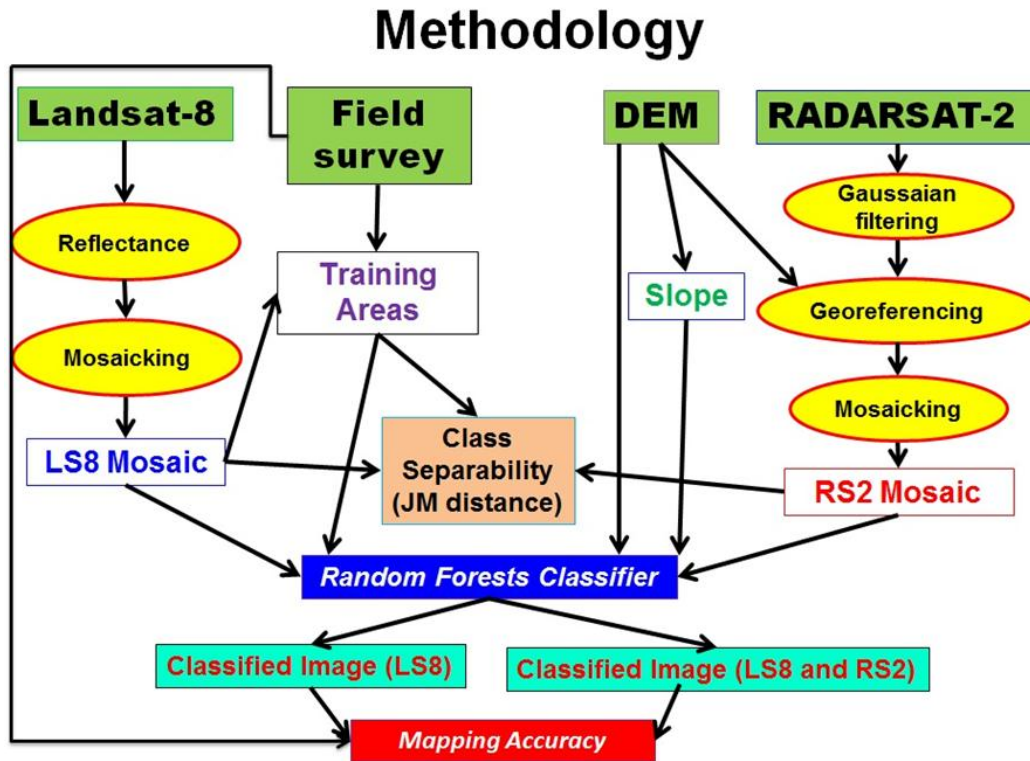 Methodology
Landsat-8
Field
survey
DEM
RADARSAT-2
Reflectance
Gaussaian
filtering
Training
Areas
Slope
Georeferencing
Mosaicking
Mosaicking
LS8 Mosaic
Class
Separability
(JM distance)
RS2 Mosaic
Random Forests Classifier
Classified Image (LS8)
Classified Image (LS8 and RS2)
Mapping Accuracy